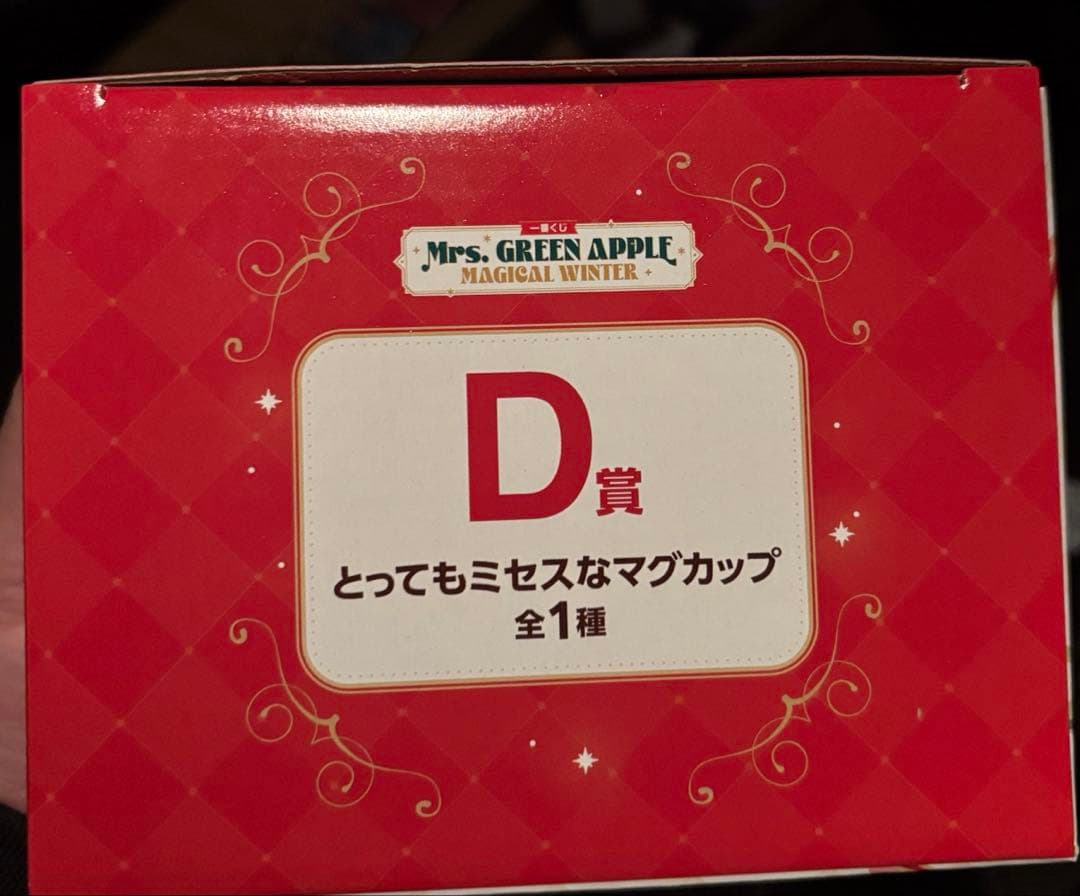 一番くじ
Mrs. GREEN APPLE
MAGICAL WINTER
D賞
とってもミセスなマグカップ
全1種